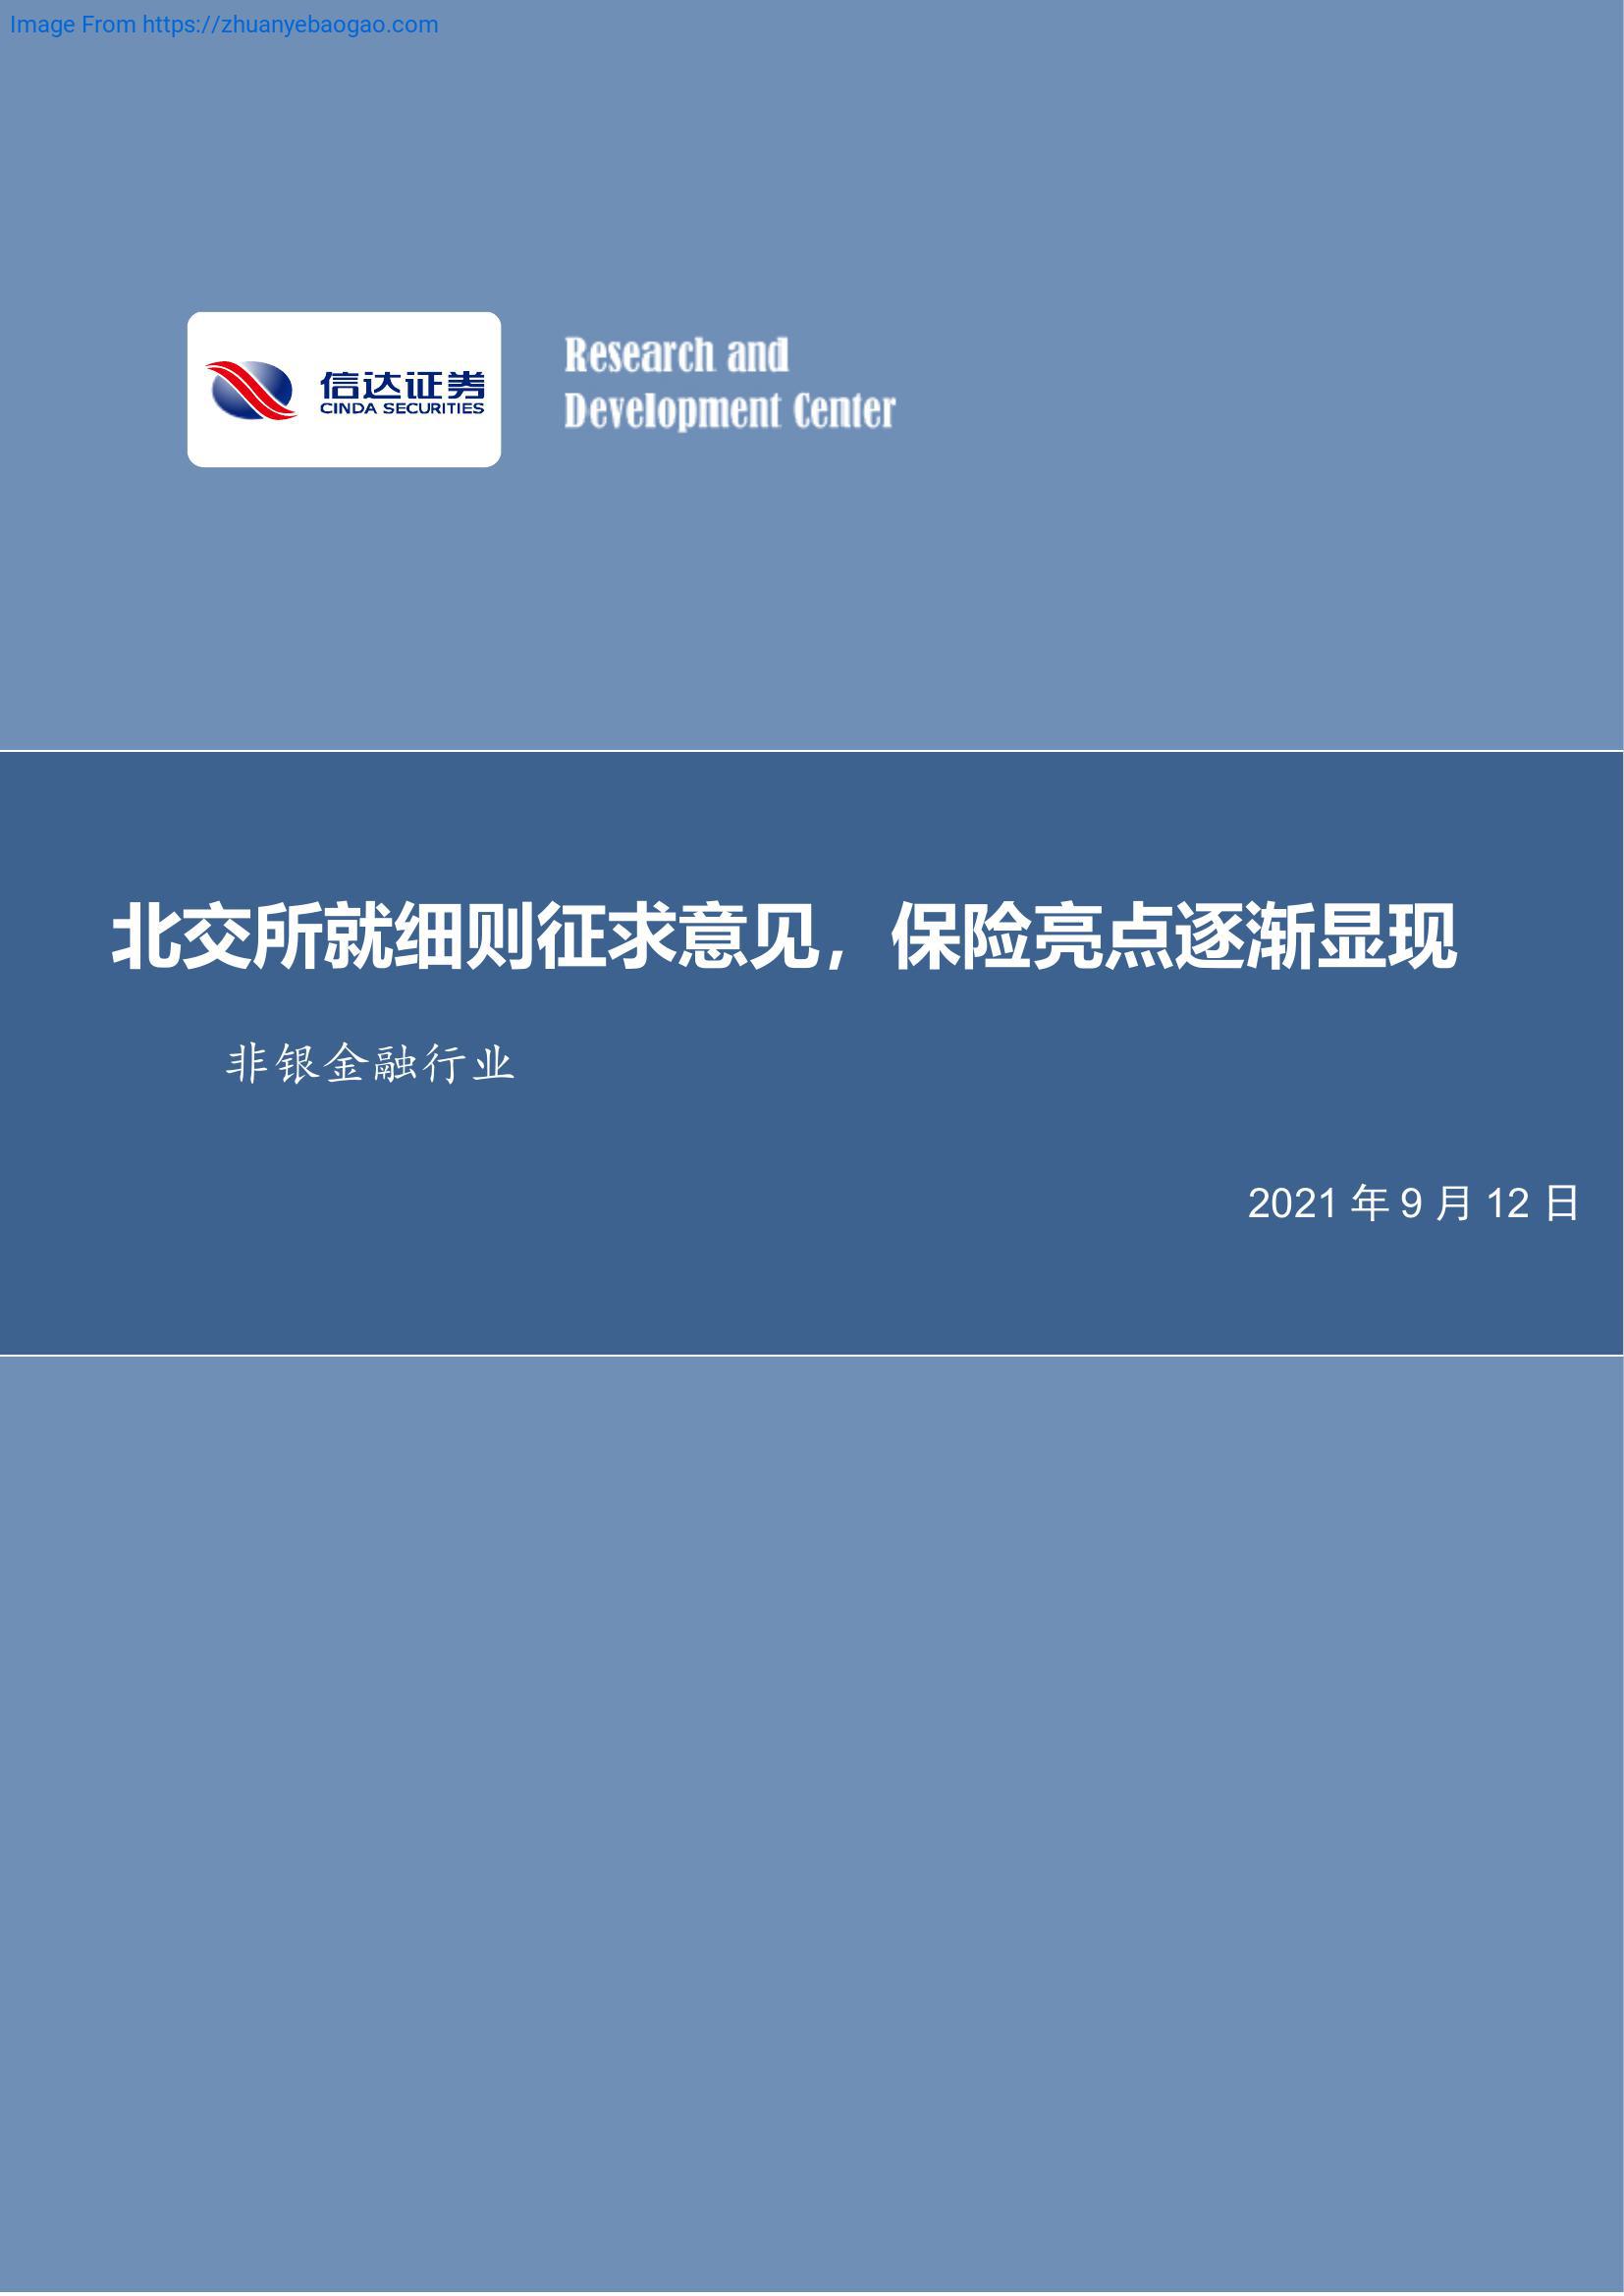 Image From https://zhuanyebaogao.com
信达证券
CINDA SECURITIES
Research and
Development Center
北交所就细则征求意见，保险亮点逐渐显现
非银金融行业
2021 年 9 月 12 日